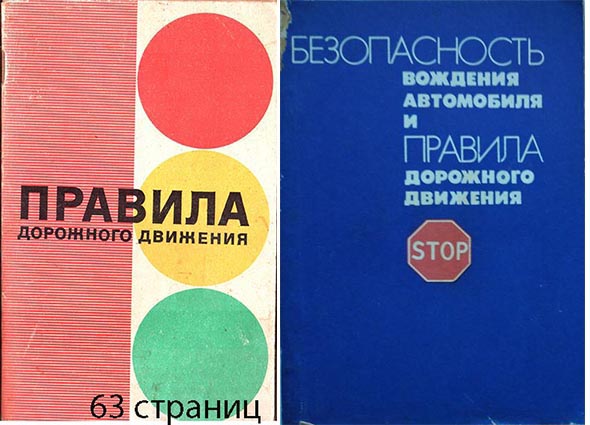 ПРАВИЛА
ДОРОЖНОГО ДВИЖЕНИЯ
63 страниц
БЕЗОПАСНОСТЬ
ВОЖДЕНИЯ
АВТОМОБИЛЯ
И
ПРАВИЛА
ДОРОЖНОГО
ДВИЖЕНИЯ
STOP